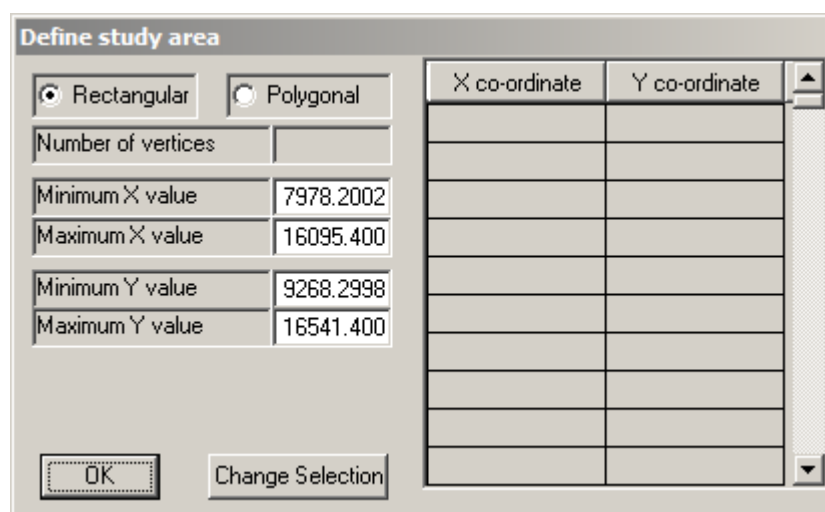 Define study area
Rectangular Polygonal
Number of vertices
Minimum X value 7978.2002
Maximum X value 16095.400
Minimum Y value 9268.2998
Maximum Y value 16541.400
OK Change Selection
X co-ordinate Y co-ordinate